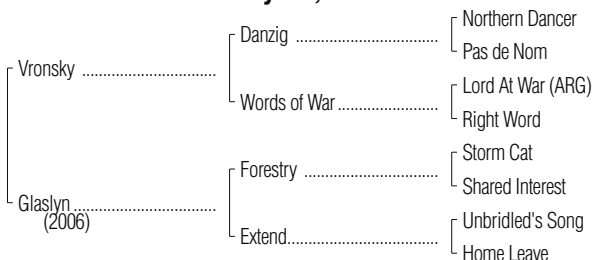 Northern Dancer
Danzig ....................................
Pas de Nom
Vronsky ..................................
Lord At War (ARG)
Words of War .........................
Right Word
Storm Cat
Forestry ..................................
Shared Interest
Glaslyn ....................................
(2006)
Unbridled's Song
Extend......................................
Home Leave